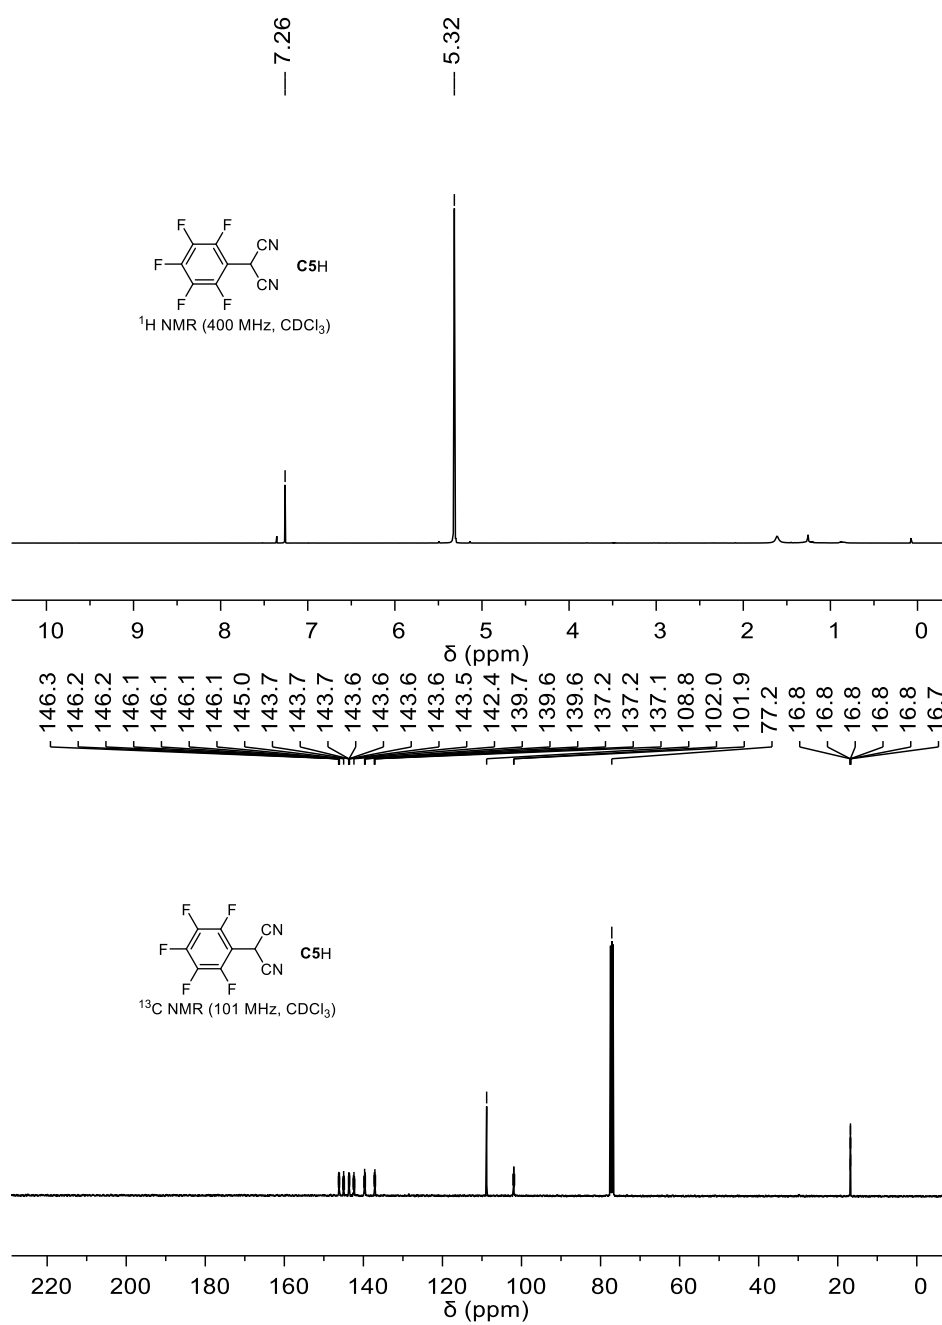 7.26
5.32
F
F
CN
F
C5H
CN
F
F
¹H NMR (400 MHz, CDCl₃)
10 9 8 7 6 5 4 3 2 1 0
δ (ppm)
146.3
146.2
146.2
146.1
146.1
146.1
146.1
145.0
143.7
143.7
143.7
143.6
143.6
143.6
143.6
143.5
142.4
139.7
139.6
139.6
137.2
137.2
137.1
108.8
102.0
101.9
77.2
16.8
16.8
16.8
16.8
16.8
16.7
F
F
CN
F
C5H
CN
F
F
¹³C NMR (101 MHz, CDCl₃)
220 200 180 160 140 120 100 80 60 40 20 0
δ (ppm)